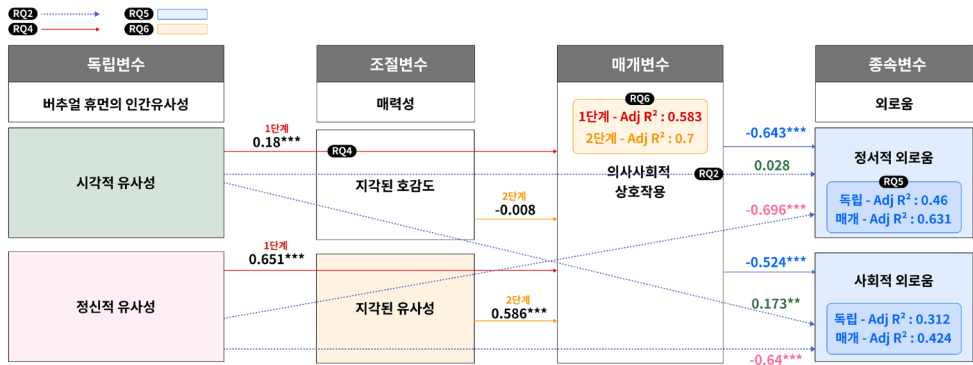 RQ2
RQ5
RQ4
RQ6
독립변수
조절변수
매개변수
종속변수
버추얼 휴먼의 인간유사성
매력성
외로움
RQ6
1단계 - Adj R² : 0.583
2단계 - Adj R² : 0.7
1단계
0.18***
RQ4
-0.643***
시각적 유사성
지각된 호감도
의사사회적
상호작용
RQ2
0.028
정서적 외로움
RQ5
독립 - Adj R² : 0.46
매개 - Adj R² : 0.631
2단계
-0.008
-0.696***
1단계
0.651***
-0.524***
정신적 유사성
지각된 유사성
2단계
0.586***
사회적 외로움
0.173**
독립 - Adj R² : 0.312
매개 - Adj R² : 0.424
-0.64***